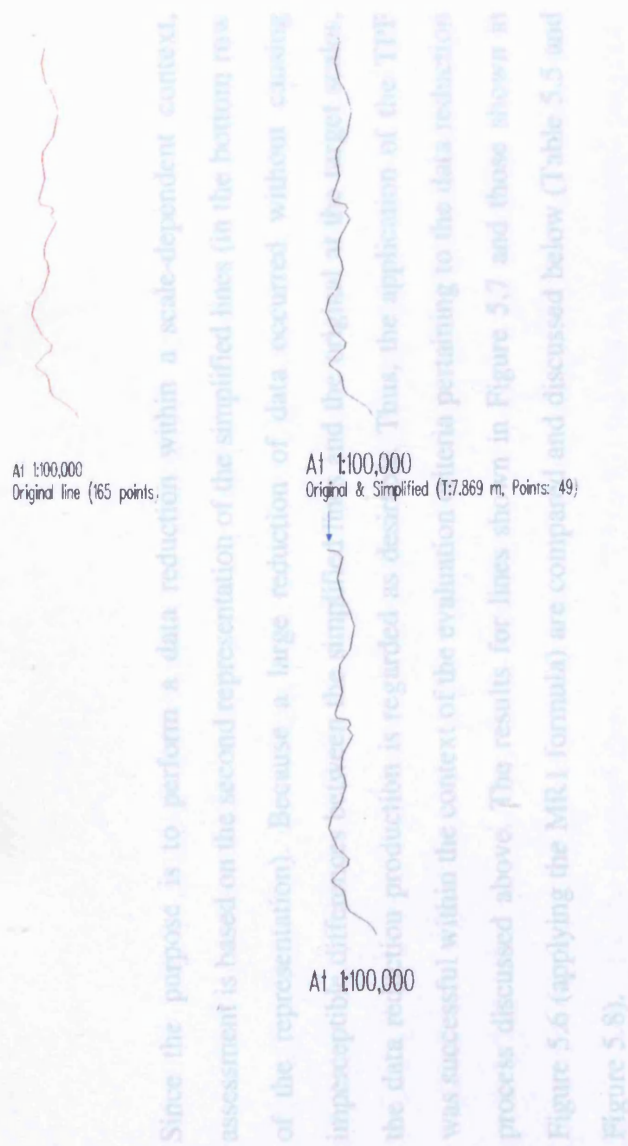 At 1:100,000
Original line (165 points,
At 1:100,000
Original & Simplified (T:7.869 m, Points: 49)
At 1:100,000
Since the purpose is to perform a data reduction within a scale-dependent context,
assessment is based on the second representation of the simplified lines (in the bottom
of the representation). Because a large reduction of data occurred without causing
imperceptible differences the simplified and the at the target
the data reduction production is regarded as Thus, the application of the TPF
was successful within the context of the evaluation criteria pertaining to the data reduction
process discussed above. The results for lines shown in Figure 5.7 and those shown in
Figure 5.6 (applying the MR1 formula) are compared and discussed below (Table 5.5 and
Figure 5.8).